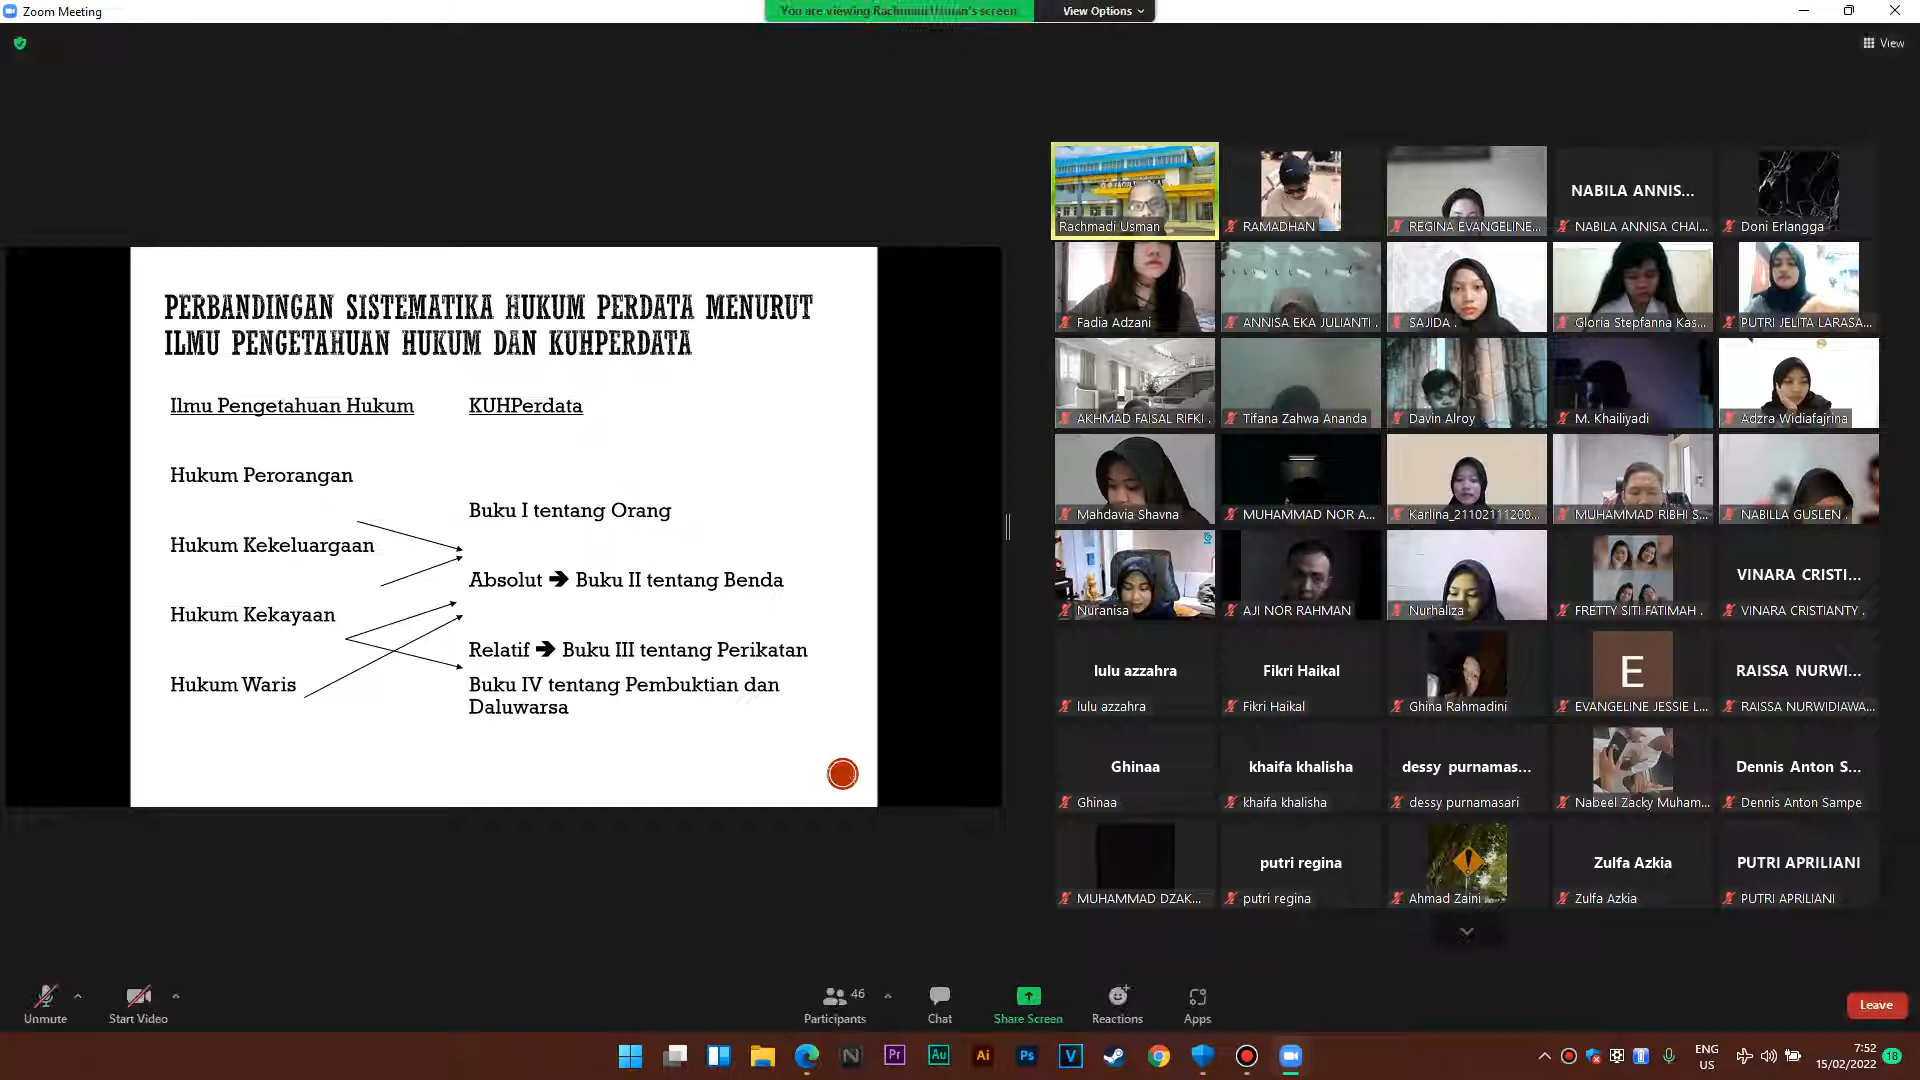 Zoom Meeting
You are viewing Rachmadi Usman's screen
View Options
View
PERBANDINGAN SISTEMATIKA HUKUM PERDATA MENURUT
ILMU PENGETAHUAN HUKUM DAN KUHPERDATA
Ilmu Pengetahuan Hukum
KUHPerdata
Hukum Perorangan
Buku I tentang Orang
Hukum Kekeluargaan
Absolut ➔ Buku II tentang Benda
Hukum Kekayaan
Relatif ➔ Buku III tentang Perikatan
Hukum Waris
Buku IV tentang Pembuktian dan
Daluwarsa
Rachmadi Usman
RAMADHAN
REGINA EVANGELINE...
NABILA ANNIS...
NABILA ANNISA CHAI...
Doni Erlangga
Fadia Adzani
ANNISA EKA JULIANTI .
SAJIDA .
Gloria Stepfanna Kas...
PUTRI JELITA LARASA...
AKHMAD FAISAL RIFKI .
Tifana Zahwa Ananda
Davin Alroy
M. Khailiyadi
Adzra Widiafajrina
Mahdavia Shavna
MUHAMMAD NOR A...
Karlina_21102111200...
MUHAMMAD RIBHI S...
NABILLA GUSLEN .
Nuranisa
AJI NOR RAHMAN
Nurhaliza
FRETTY SITI FATIMAH .
VINARA CRISTI...
VINARA CRISTIANTY .
lulu azzahra
lulu azzahra
Fikri Haikal
Fikri Haikal
Ghina Rahmadini
E
EVANGELINE JESSIE L...
RAISSA NURWI...
RAISSA NURWIDIAWA...
Ghinaa
Ghinaa
khaifa khalisha
khaifa khalisha
dessy purnamas...
dessy purnamasari
Nabeel Zacky Muham...
Dennis Anton S...
Dennis Anton Sampe
MUHAMMAD DZAK...
putri regina
putri regina
Ahmad Zaini
Zulfa Azkia
Zulfa Azkia
PUTRI APRILIANI
PUTRI APRILIANI
Unmute
Start Video
46
Participants
Chat
Share Screen
Reactions
Apps
Leave
N
Pr
Au
Ai
Ps
V
ENG
US
7:52
15/02/2022
18